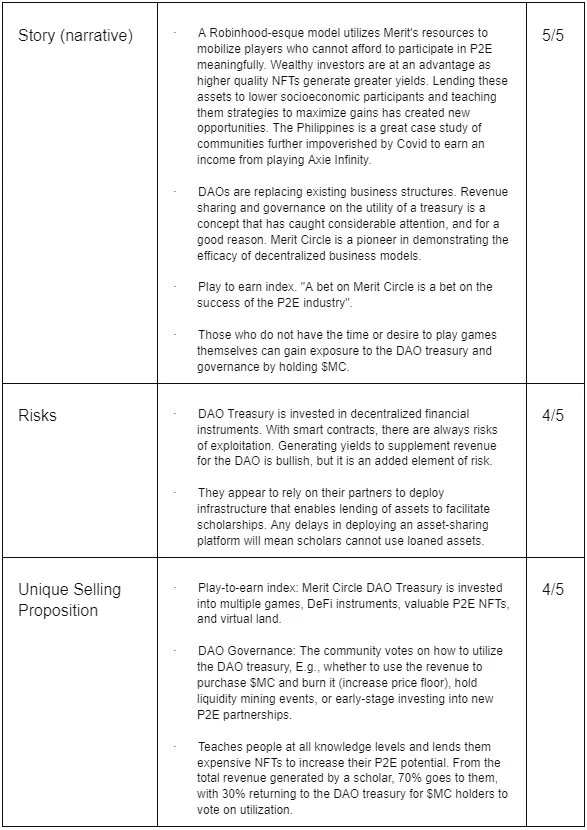 Story (narrative)
· A Robinhood-esque model utilizes Merit's resources to
mobilize players who cannot afford to participate in P2E
meaningfully. Wealthy investors are at an advantage as
higher quality NFTs generate greater yields. Lending these
assets to lower socioeconomic participants and teaching
them strategies to maximize gains has created new
opportunities. The Philippines is a great case study of
communities further impoverished by Covid to earn an
income from playing Axie Infinity.
· DAOs are replacing existing business structures. Revenue
sharing and governance on the utility of a treasury is a
concept that has caught considerable attention, and for a
good reason. Merit Circle is a pioneer in demonstrating the
efficacy of decentralized business models.
· Play to earn index. "A bet on Merit Circle is a bet on the
success of the P2E industry".
· Those who do not have the time or desire to play games
themselves can gain exposure to the DAO treasury and
governance by holding $MC.
5/5
Risks
· DAO Treasury is invested in decentralized financial
instruments. With smart contracts, there are always risks
of exploitation. Generating yields to supplement revenue
for the DAO is bullish, but it is an added element of risk.
· They appear to rely on their partners to deploy
infrastructure that enables lending of assets to facilitate
scholarships. Any delays in deploying an asset-sharing
platform will mean scholars cannot use loaned assets.
4/5
Unique Selling
Proposition
· Play-to-earn index: Merit Circle DAO Treasury is invested
into multiple games, DeFi instruments, valuable P2E NFTs,
and virtual land.
· DAO Governance: The community votes on how to utilize
the DAO treasury, E.g., whether to use the revenue to
purchase $MC and burn it (increase price floor), hold
liquidity mining events, or early-stage investing into new
P2E partnerships.
· Teaches people at all knowledge levels and lends them
expensive NFTs to increase their P2E potential. From the
total revenue generated by a scholar, 70% goes to them,
with 30% returning to the DAO treasury for $MC holders to
vote on utilization.
4/5